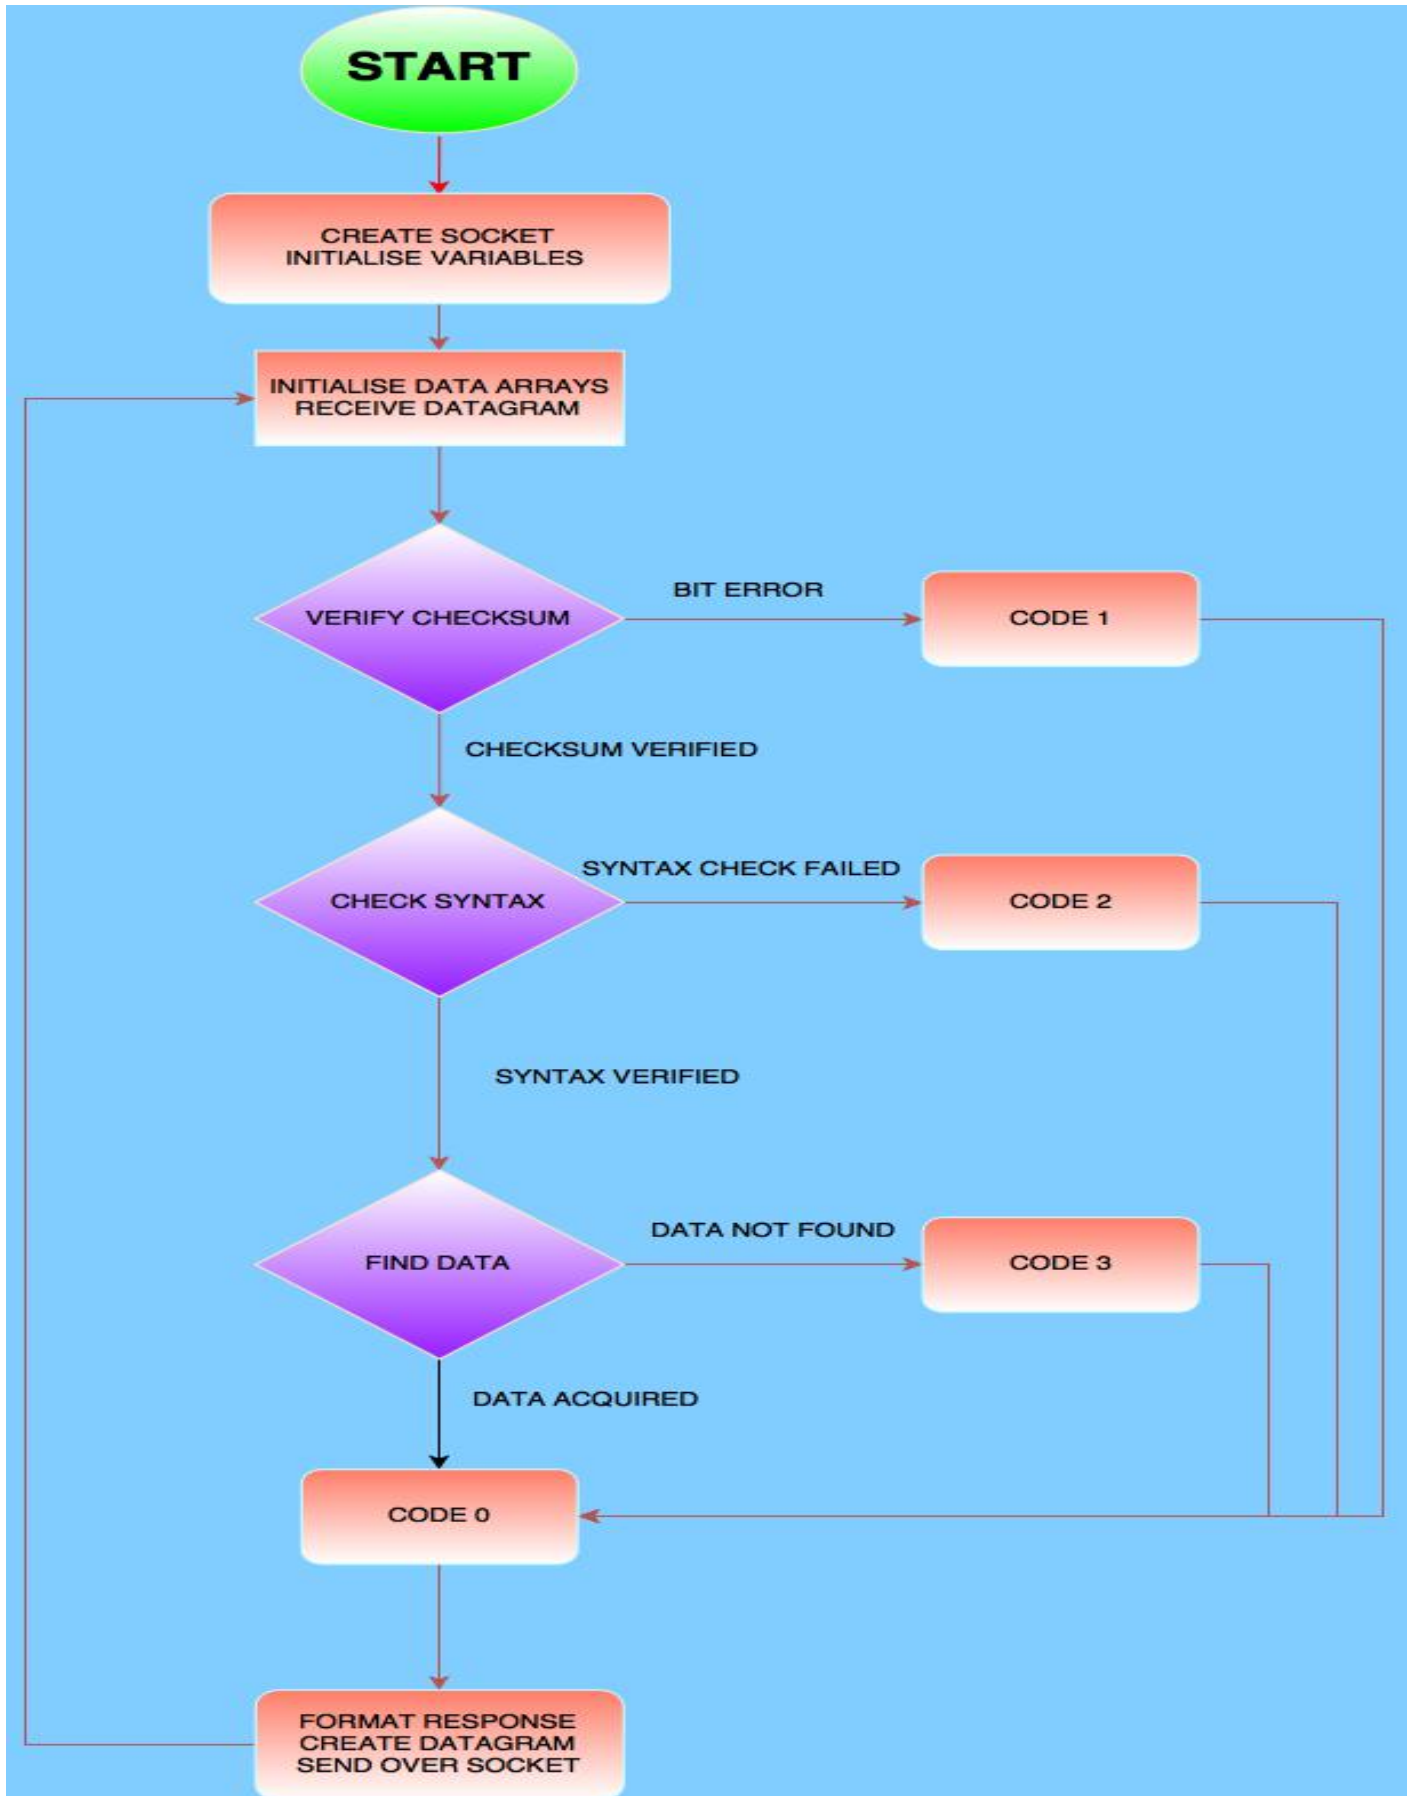 START
CREATE SOCKET
INITIALISE VARIABLES
INITIALISE DATA ARRAYS
RECEIVE DATAGRAM
VERIFY CHECKSUM
BIT ERROR
CODE 1
CHECKSUM VERIFIED
CHECK SYNTAX
SYNTAX CHECK FAILED
CODE 2
SYNTAX VERIFIED
FIND DATA
DATA NOT FOUND
CODE 3
DATA ACQUIRED
CODE 0
FORMAT RESPONSE
CREATE DATAGRAM
SEND OVER SOCKET